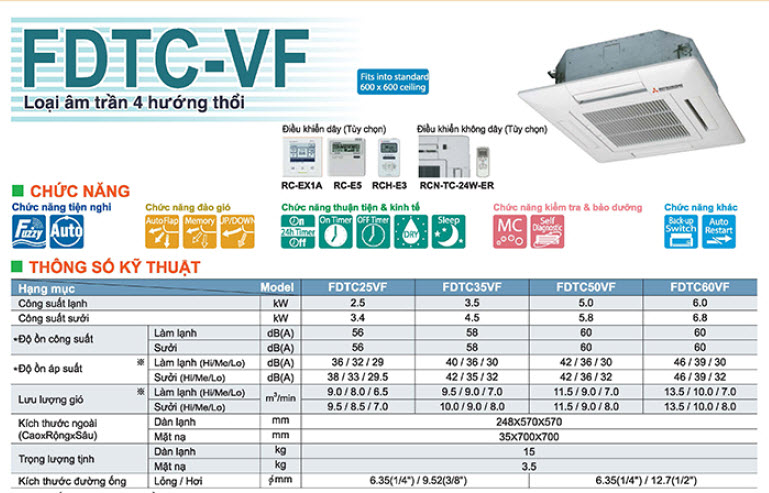 FDTC-VF
Loại âm trần 4 hướng thổi
Fits into standard
600 x 600 ceiling
MITSUBISHI
Điều khiển dây (Tùy chọn)
Điều khiển không dây (Tùy chọn)
RC-EX1A RC-E5 RCH-E3 RCN-TC-24W-ER
CHỨC NĂNG
Chức năng tiện nghi Chức năng đảo gió Chức năng thuận tiện & kinh tế Chức năng kiểm tra & bảo dưỡng Chức năng khác
Fuzzy Auto Auto Flap Memory UP/DOWN On 24h Timer Off On Timer OFF Timer DRY Sleep MC Self Diagnostic Back-up Switch Auto Restart
THÔNG SỐ KỸ THUẬT
Hạng mục Model FDTC25VF FDTC35VF FDTC50VF FDTC60VF
Công suất lạnh kW 2.5 3.5 5.0 6.0
Công suất sưởi kW 3.4 4.5 5.8 6.8
•Độ ồn công suất Làm lạnh dB(A) 56 58 60 60
Sưởi dB(A) 56 58 60 60
•Độ ồn áp suất ※ Làm lạnh (Hi/Me/Lo) dB(A) 36 / 32 / 29 40 / 36 / 30 42 / 36 / 30 46 / 39 / 30
Sưởi (Hi/Me/Lo) dB(A) 38 / 33 / 29.5 42 / 35 / 32 42 / 36 / 32 46 / 39 / 32
Lưu lượng gió ※ Làm lạnh (Hi/Me/Lo) m³/min 9.0 / 8.0 / 6.5 9.5 / 9.0 / 7.0 11.5 / 9.0 / 7.0 13.5 / 10.0 / 7.0
Sưởi (Hi/Me/Lo) 9.5 / 8.5 / 7.0 10.0 / 9.0 / 8.0 11.5 / 9.0 / 8.0 13.5 / 10.0 / 8.0
Kích thước ngoài Dàn lạnh mm 248X570X570
(CaoxRộngxSâu) Mặt nạ mm 35x700x700
Trọng lượng tịnh Dàn lạnh kg 15
Mặt nạ kg 3.5
Kích thước đường ống Lỏng / Hơi ∮mm 6.35(1/4") / 9.52(3/8") 6.35(1/4") / 12.7(1/2")